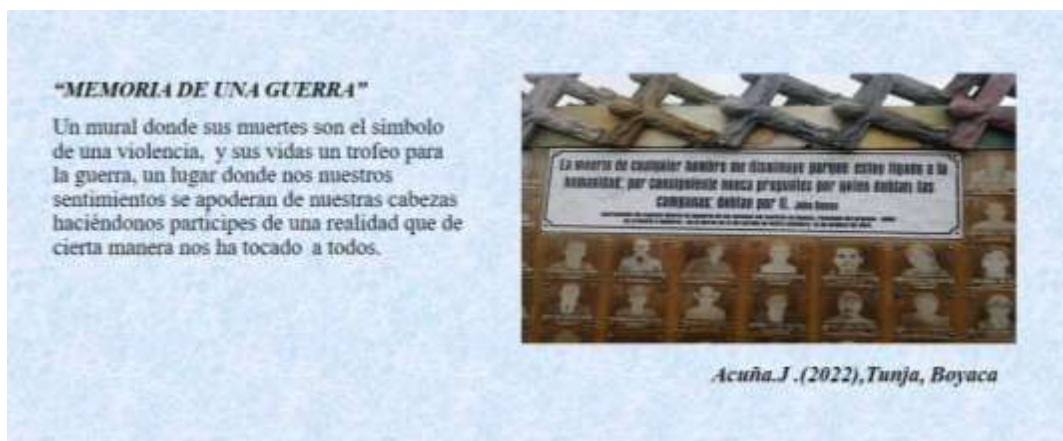 “MEMORIA DE UNA GUERRA”
Un mural donde sus muertes son el simbolo
de una violencia, y sus vidas un trofeo para
la guerra, un lugar donde nos nuestros
sentimientos se apoderan de nuestras cabezas
haciéndonos participes de una realidad que de
cierta manera nos ha tocado a todos.
La muerte de cualquier hombre me disminuye porque estoy ligado a la
humanidad; por consiguiente nunca preguntes por quien doblan las
campanas: doblan por ti. John Donne
Acuña.J .(2022),Tunja, Boyaca